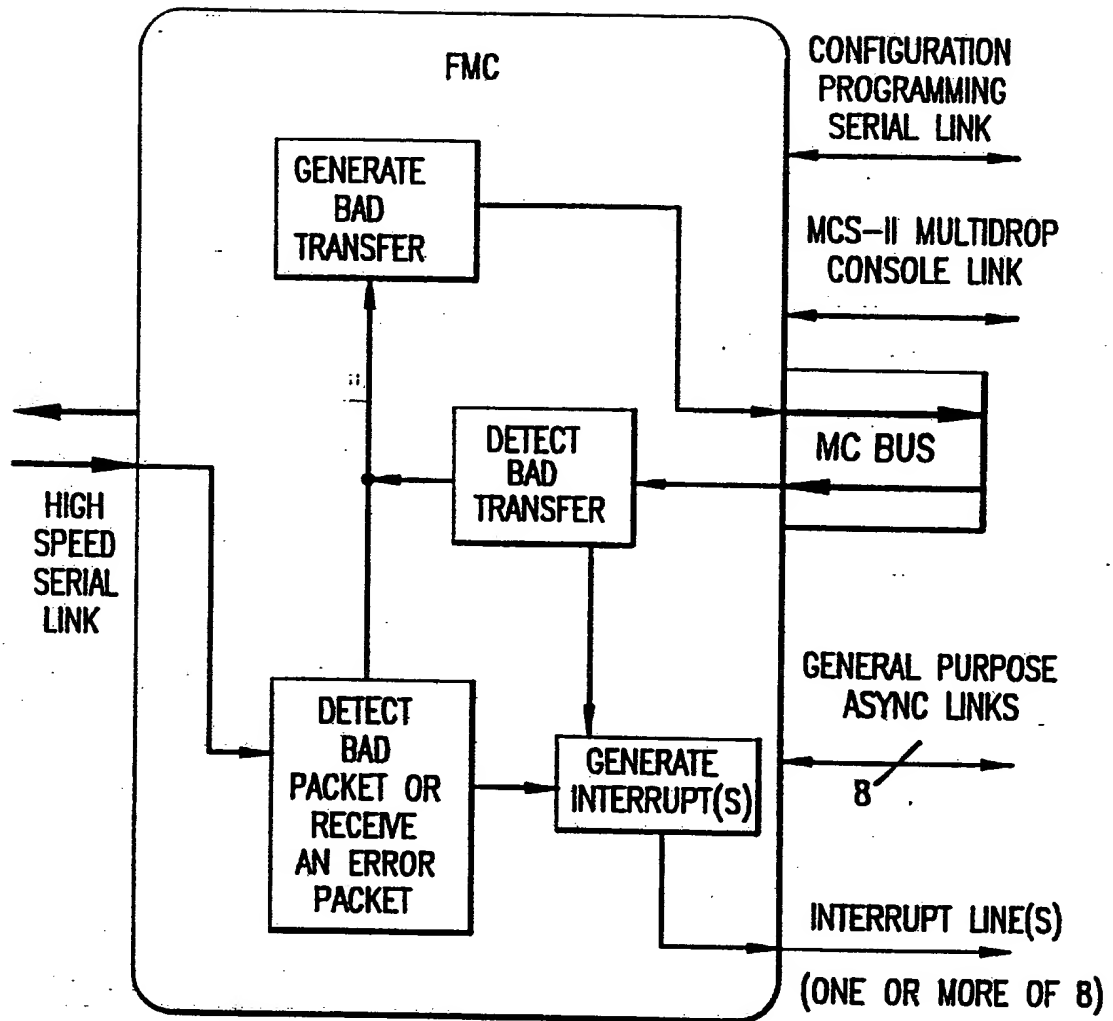 FMC
CONFIGURATION
PROGRAMMING
SERIAL LINK
GENERATE
BAD
TRANSFER
MCS-II MULTIDROP
CONSOLE LINK
DETECT
BAD
TRANSFER
MC BUS
HIGH
SPEED
SERIAL
LINK
DETECT
BAD
PACKET OR
RECEIVE
AN ERROR
PACKET
GENERATE
INTERRUPT(S)
GENERAL PURPOSE
ASYNC LINKS
8
INTERRUPT LINE(S)
(ONE OR MORE OF 8)